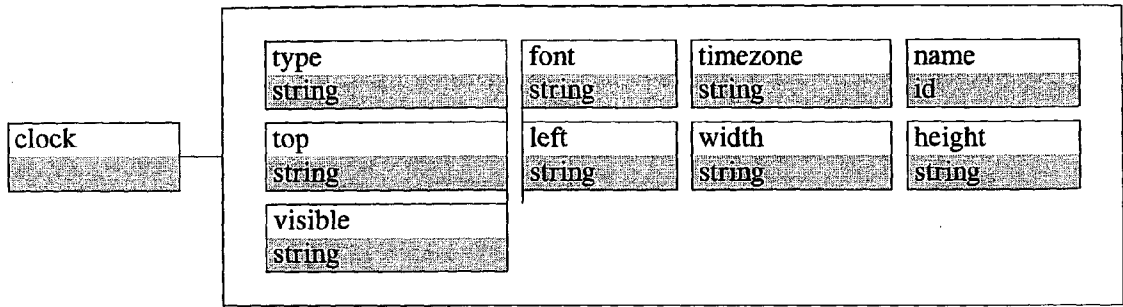 type font timezone name
string string string id
clock
top left width height
string string string string
visible
string